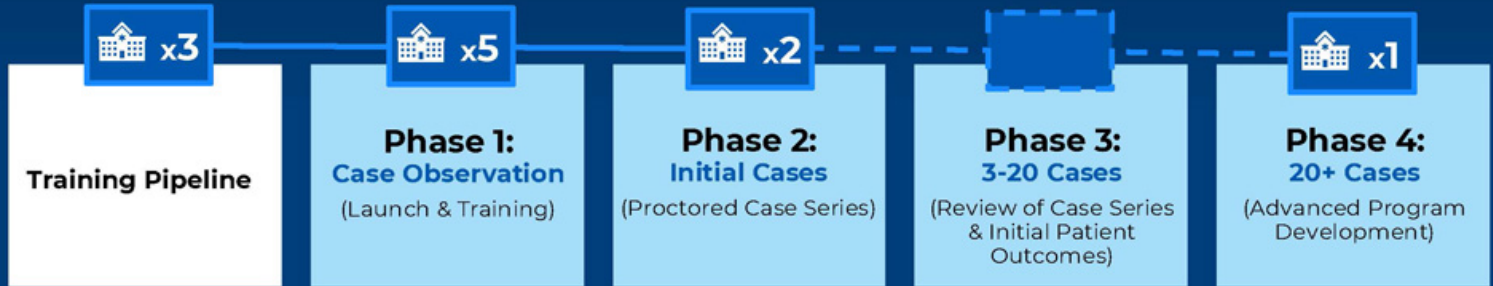 x3
x5
x2
x1
Training Pipeline
Phase 1:
Case Observation
(Launch & Training)
Phase 2:
Initial Cases
(Proctored Case Series)
Phase 3:
3-20 Cases
(Review of Case Series
& Initial Patient
Outcomes)
Phase 4:
20+ Cases
(Advanced Program
Development)